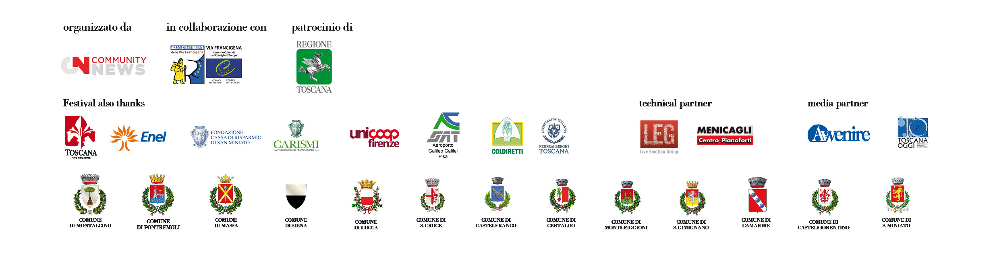 organizzato da
in collaborazione con
patrocinio di
CN COMMUNITY
NEWS
ASSOCIAZIONE EUROPEA
delle Vie Francigene
VIA FRANCIGENA
Itinerario Culturale
del Consiglio d'Europa
COUNCIL
OF EUROPE
CONSEIL
DE L'EUROPE
REGIONE
TOSCANA
Festival also thanks
technical partner
media partner
TOSCANA
PROMOZIONE
Enel
FONDAZIONE
CASSA DI RISPARMIO
DI SAN MINIATO
CARISMI
CASSA DI RISPARMIO DI SAN MINIATO S.p.A.
unicoop
firenze
SAT
Aeroporto
Galileo Galilei
Pisa
COLDIRETTI
L'OSPITALITA' ITALIANA
FEDERALBERGHI
TOSCANA
LEG
LIVE
EYES
YOU
Live Emotion Group
MENICAGLI
Centro Pianoforti
Avvenire
TOSCANA
OGGI
COMUNE
DI MONTALCINO
COMUNE
DI PONTREMOLI
COMUNE
DI MASSA
COMUNE
DI SIENA
COMUNE
DI LUCCA
COMUNE DI
S. CROCE
COMUNE DI
CASTELFRANCO
COMUNE DI
CERTALDO
COMUNE DI
MONTERIGGIONI
COMUNE DI
S. GIMIGNANO
COMUNE DI
CAMAIORE
COMUNE DI
CASTELFIORENTINO
COMUNE DI
S. MINIATO